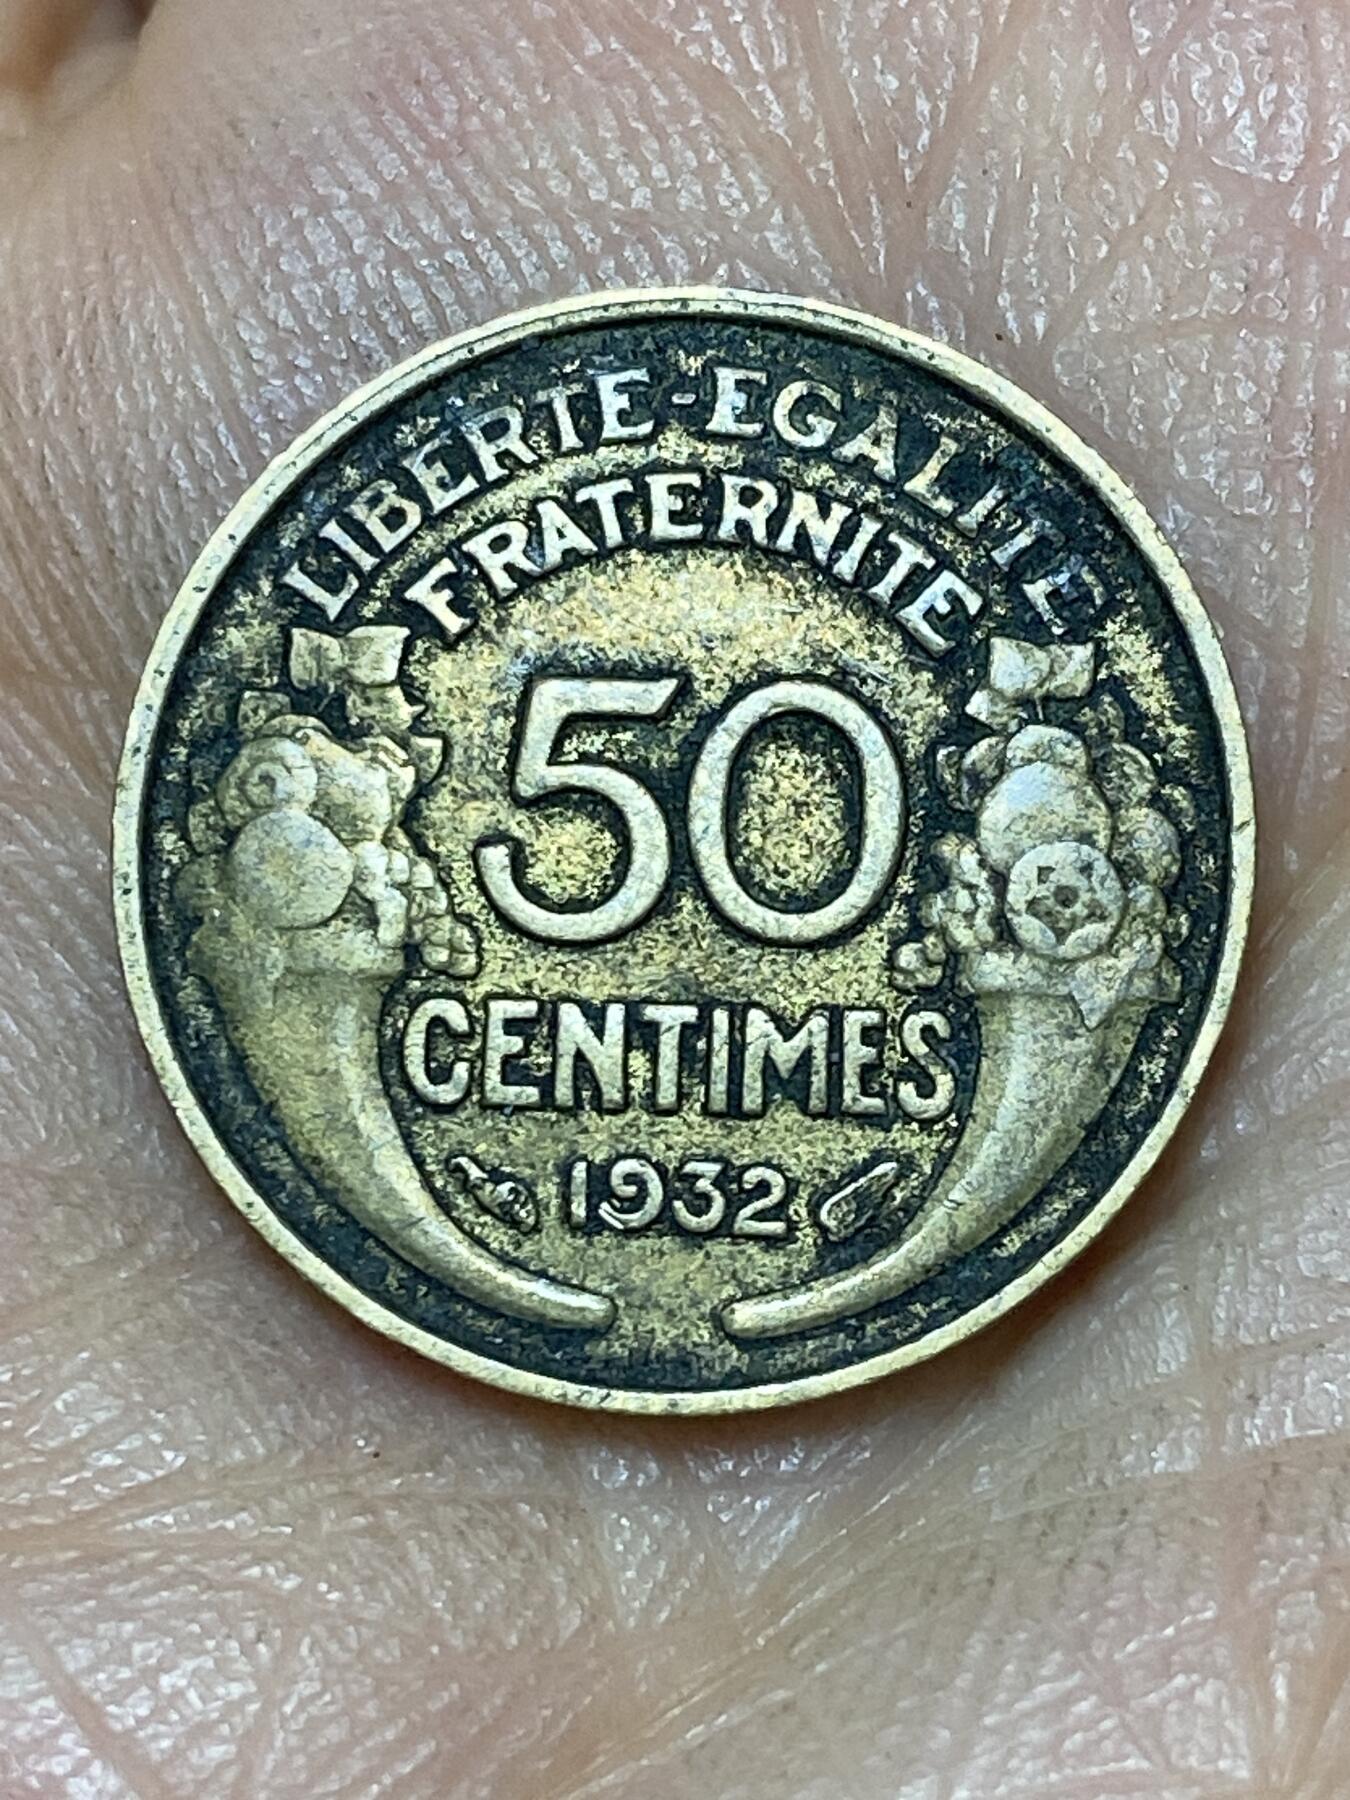 LIBERTE-EGALITE
FRATERNITE
50
CENTIMES
1932